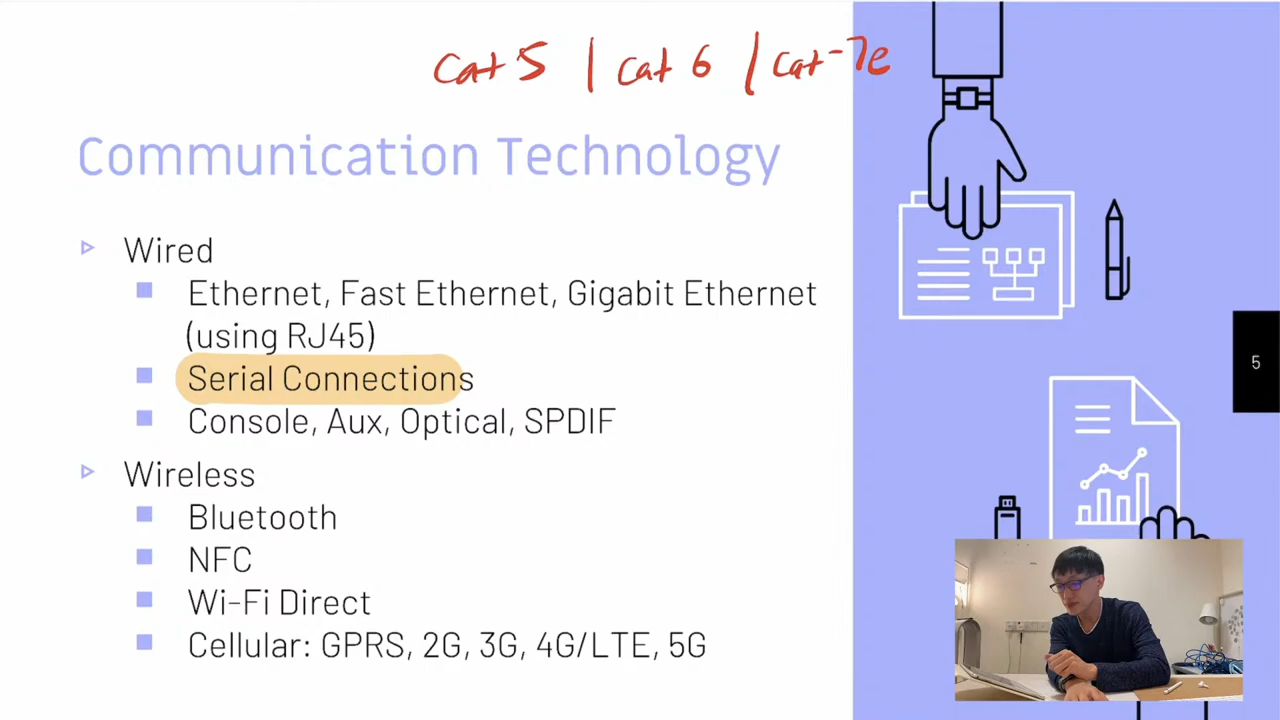 cat 5 | cat 6 | cat-7e
Communication Technology
Wired
Ethernet, Fast Ethernet, Gigabit Ethernet
(using RJ45)
Serial Connections
Console, Aux, Optical, SPDIF
Wireless
Bluetooth
NFC
Wi-Fi Direct
Cellular: GPRS, 2G, 3G, 4G/LTE, 5G
5